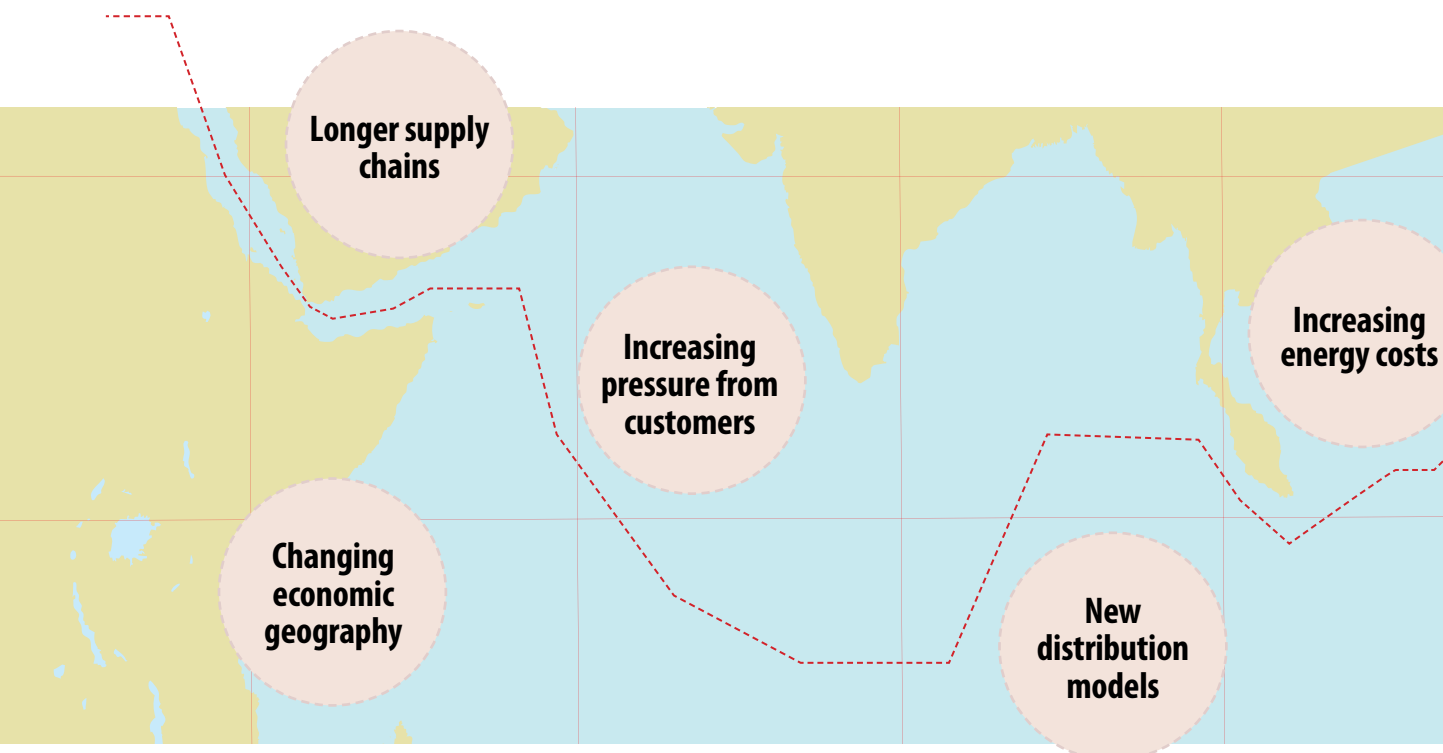 Longer supply
chains
Increasing
pressure from
customers
Increasing
energy costs
Changing
economic
geography
New
distribution
models